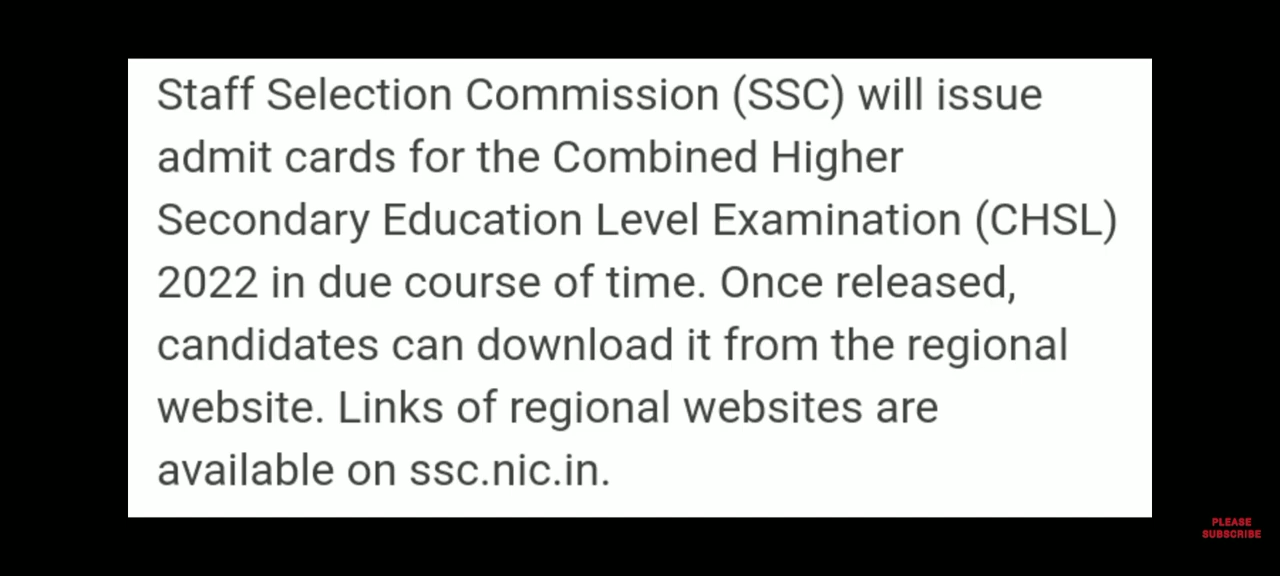 Staff Selection Commission (SSC) will issue
admit cards for the Combined Higher
Secondary Education Level Examination (CHSL)
2022 in due course of time. Once released,
candidates can download it from the regional
website. Links of regional websites are
available on ssc.nic.in.
PLEASE
SUBSCRIBE